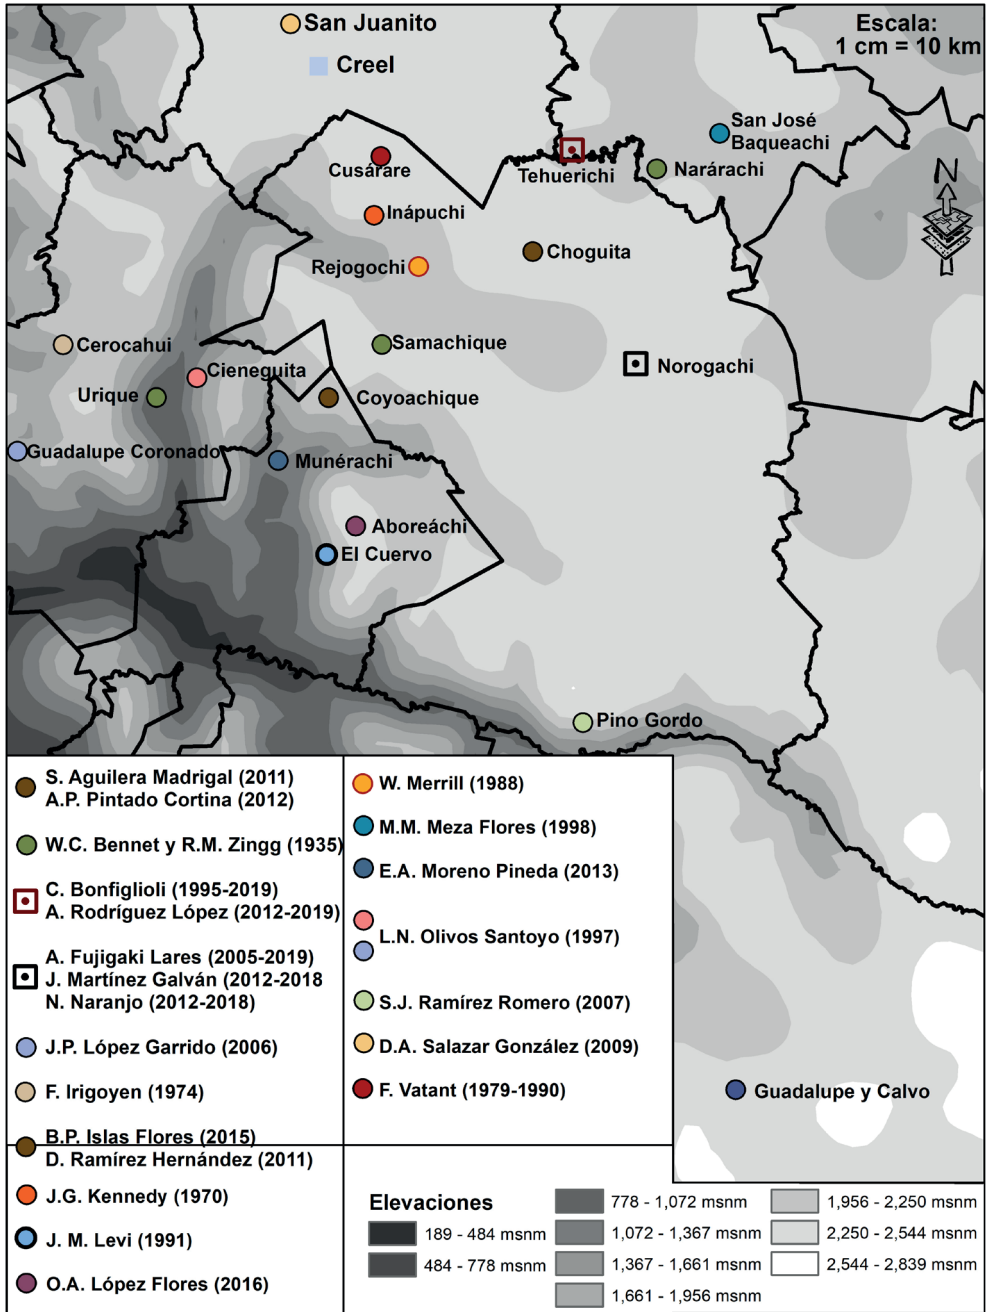 San Juanito
Creel
Escala:
1 cm = 10 km
San José
Baqueachi
Cusárare
Tehuerichi
Narárachi
N
Inápuchi
Choguita
Rejogochi
Cerocahui
Samachique
Norogachi
Cieneguita
Urique
Coyoachique
Guadalupe Coronado
Munérachi
Aboreáchi
El Cuervo
Pino Gordo
Guadalupe y Calvo
S. Aguilera Madrigal (2011)
A.P. Pintado Cortina (2012)
W.C. Bennet y R.M. Zingg (1935)
C. Bonfiglioli (1995-2019)
A. Rodríguez López (2012-2019)
A. Fujigaki Lares (2005-2019)
J. Martínez Galván (2012-2018
N. Naranjo (2012-2018)
J.P. López Garrido (2006)
F. Irigoyen (1974)
B.P. Islas Flores (2015)
D. Ramírez Hernández (2011)
J.G. Kennedy (1970)
J. M. Levi (1991)
O.A. López Flores (2016)
W. Merrill (1988)
M.M. Meza Flores (1998)
E.A. Moreno Pineda (2013)
L.N. Olivos Santoyo (1997)
S.J. Ramírez Romero (2007)
D.A. Salazar González (2009)
F. Vatant (1979-1990)
Elevaciones
189 - 484 msnm
484 - 778 msnm
778 - 1,072 msnm
1,072 - 1,367 msnm
1,367 - 1,661 msnm
1,661 - 1,956 msnm
1,956 - 2,250 msnm
2,250 - 2,544 msnm
2,544 - 2,839 msnm